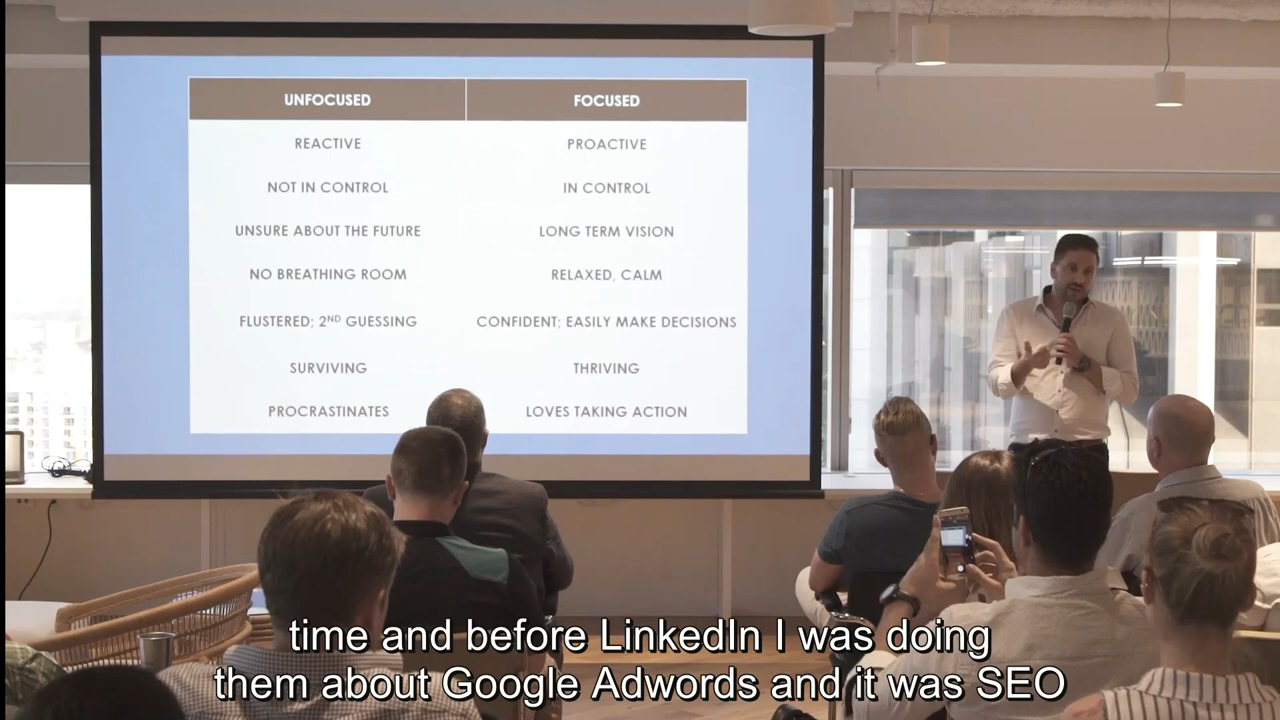 UNFOCUSED FOCUSED
REACTIVE PROACTIVE
NOT IN CONTROL IN CONTROL
UNSURE ABOUT THE FUTURE LONG TERM VISION
NO BREATHING ROOM RELAXED, CALM
FLUSTERED; 2ND GUESSING CONFIDENT; EASILY MAKE DECISIONS
SURVIVING THRIVING
PROCRASTINATES LOVES TAKING ACTION
time and before LinkedIn I was doing
them about Google Adwords and it was SEO